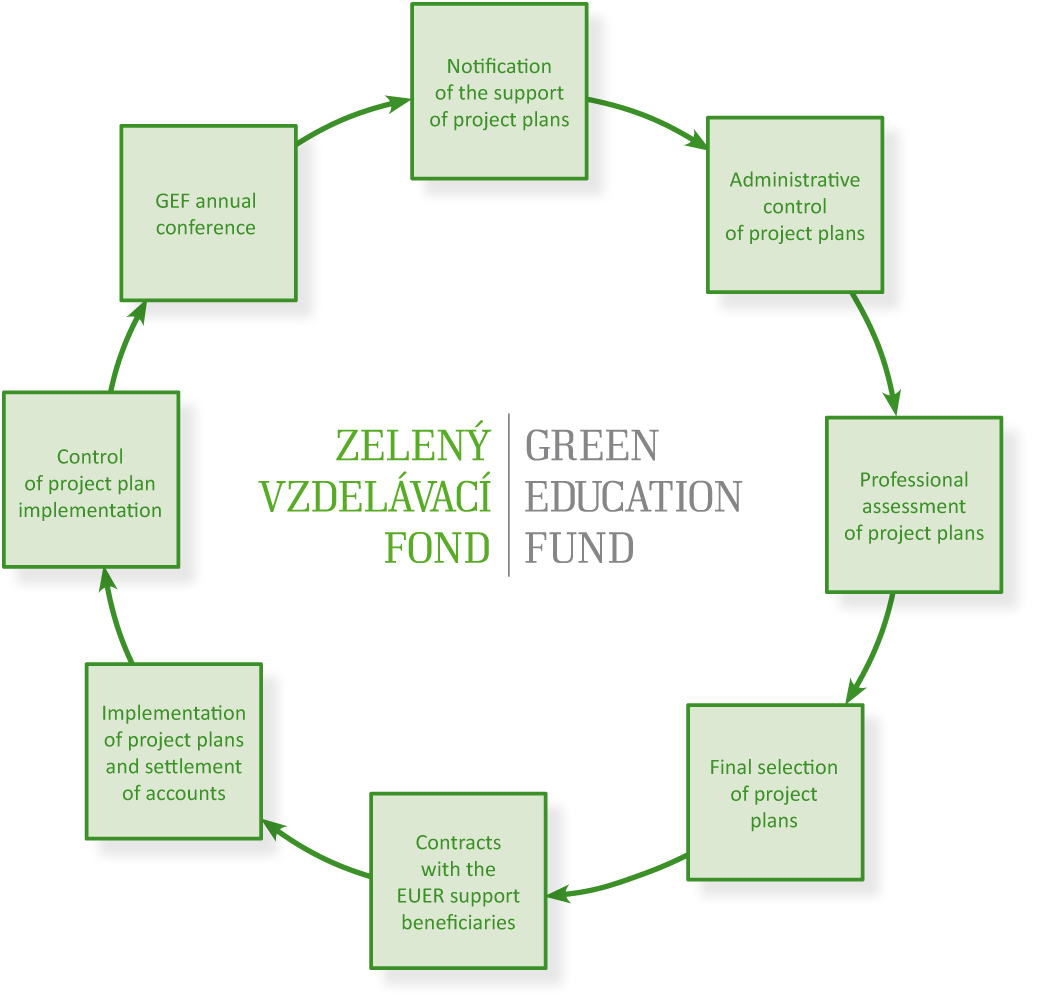 Notification
of the support
of project plans
Administrative
control
of project plans
Professional
assessment
of project plans
Final selection
of project
plans
Contracts
with the
EUER support
beneficiaries
Implementation
of project plans
and settlement
of accounts
Control
of project plan
implementation
GEF annual
conference
ZELENÝ
VZDELÁVACÍ
FOND
GREEN
EDUCATION
FUND